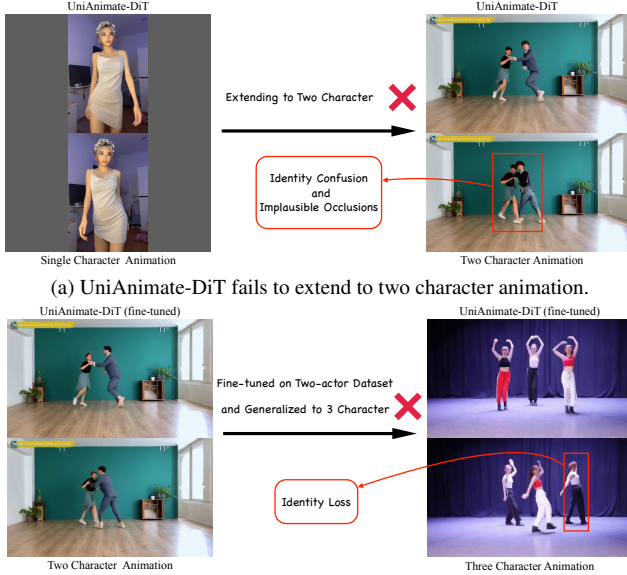 UniAnimate-DiT
UniAnimate-DiT
Extending to Two Character
Identity Confusion
and
Implausible Occlusions
Single Character Animation
Two Character Animation
(a) UniAnimate-DiT fails to extend to two character animation.
UniAnimate-DiT (fine-tuned)
UniAnimate-DiT (fine-tuned)
Fine-tuned on Two-actor Dataset
and Generalized to 3 Character
Identity Loss
Two Character Animation
Three Character Animation